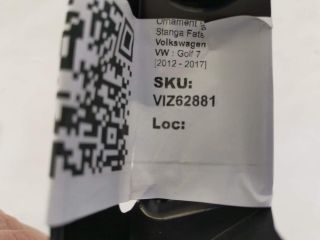 Ornament
Stanga Fata
Volkswagen
VW : Golf 7
[2012 - 2017]
SKU:
VIZ62881
Loc: